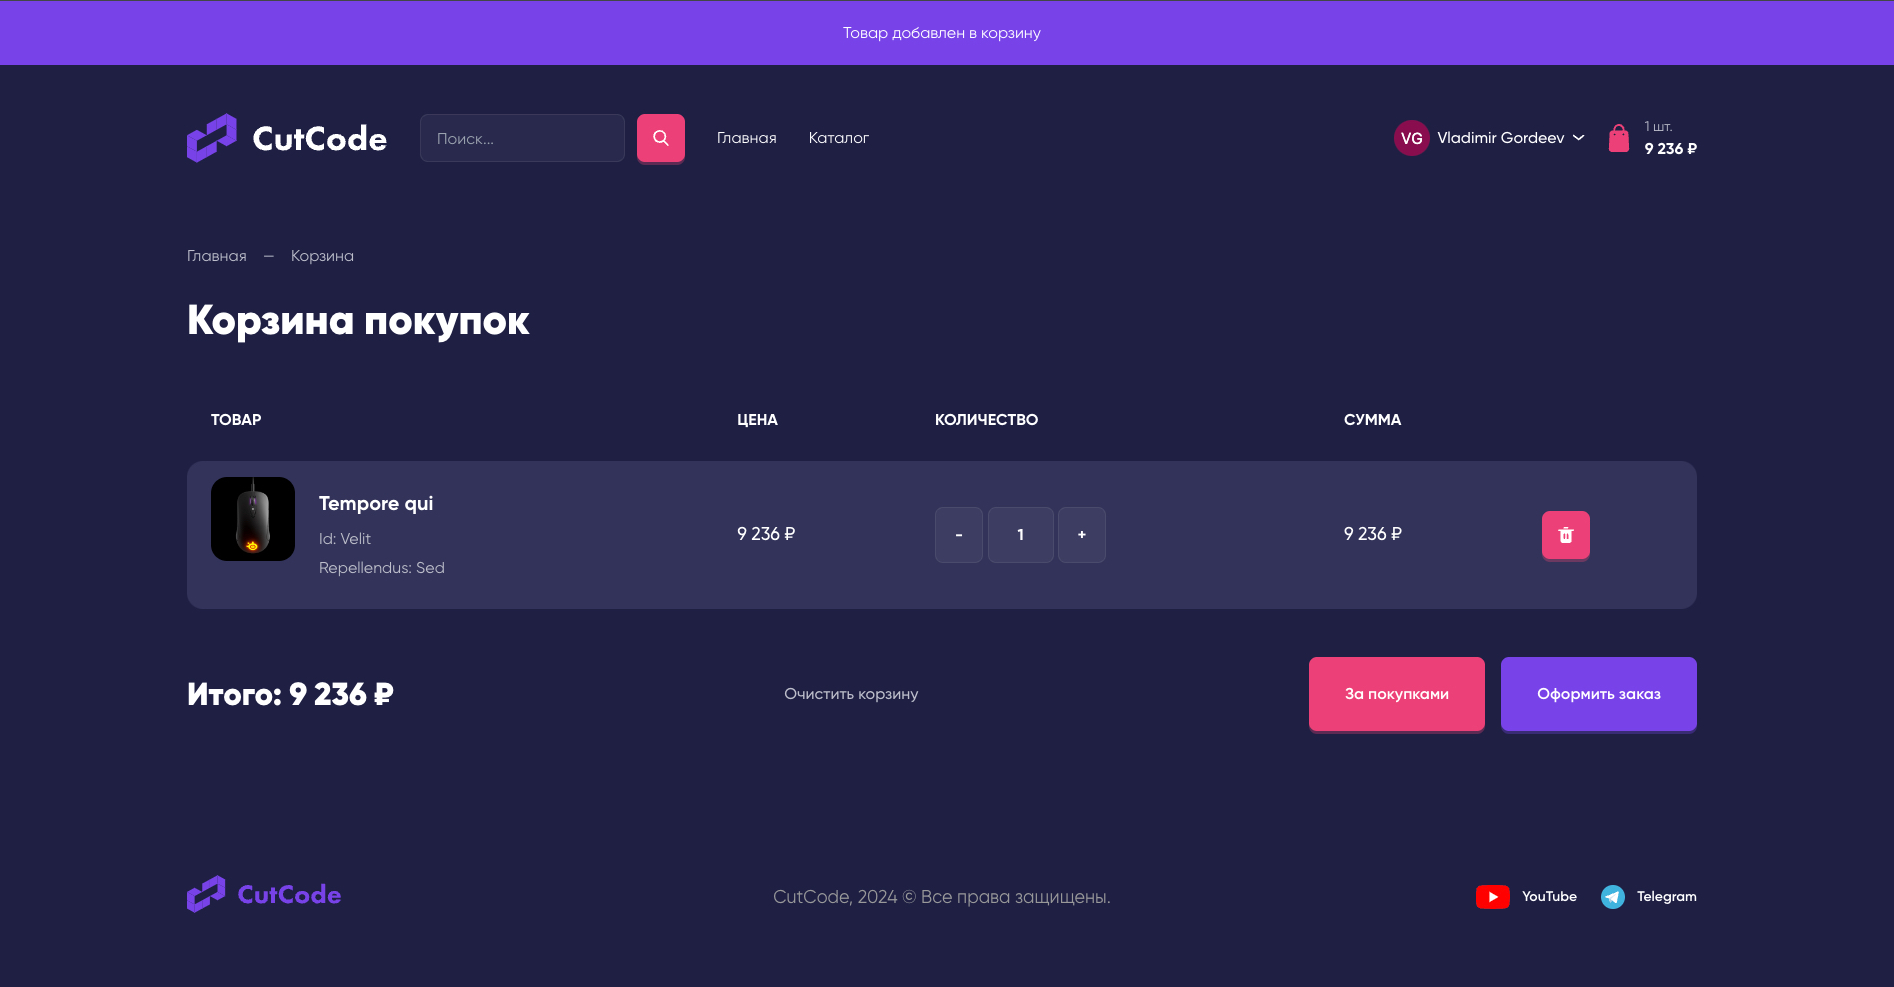 Товар добавлен в корзину
CutCode
Поиск...
Главная
Каталог
VG
Vladimir Gordeev
1 шт.
9 236 ₽
Главная — Корзина
Корзина покупок
ТОВАР
ЦЕНА
КОЛИЧЕСТВО
СУММА
Tempore qui
Id: Velit
Repellendus: Sed
9 236 ₽
- 1 +
9 236 ₽
Итого: 9 236 ₽
Очистить корзину
За покупками
Оформить заказ
CutCode
CutCode, 2024 © Все права защищены.
YouTube
Telegram